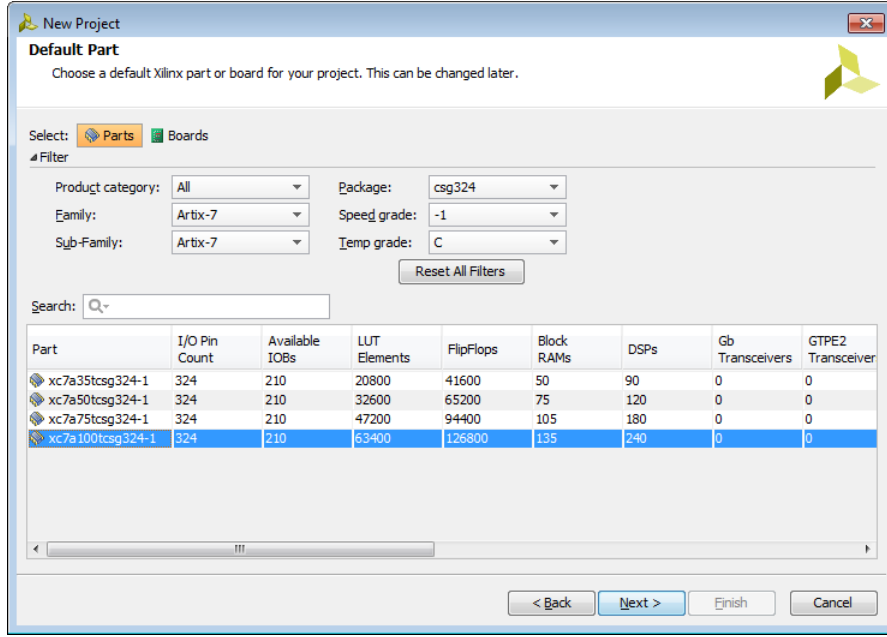 New Project
Default Part
Choose a default Xilinx part or board for your project. This can be changed later.
Select: Parts Boards
Filter
Product category: All Package: csg324
Family: Artix-7 Speed grade: -1
Sub-Family: Artix-7 Temp grade: C
Reset All Filters
Search:
Part I/O Pin Count Available IOBs LUT Elements FlipFlops Block RAMs DSPs Gb Transceivers GTPE2 Transceiver
xc7a35tcsg324-1 324 210 20800 41600 50 90 0 0
xc7a50tcsg324-1 324 210 32600 65200 75 120 0 0
xc7a75tcsg324-1 324 210 47200 94400 105 180 0 0
xc7a100tcsg324-1 324 210 63400 126800 135 240 0 0
< Back Next > Finish Cancel